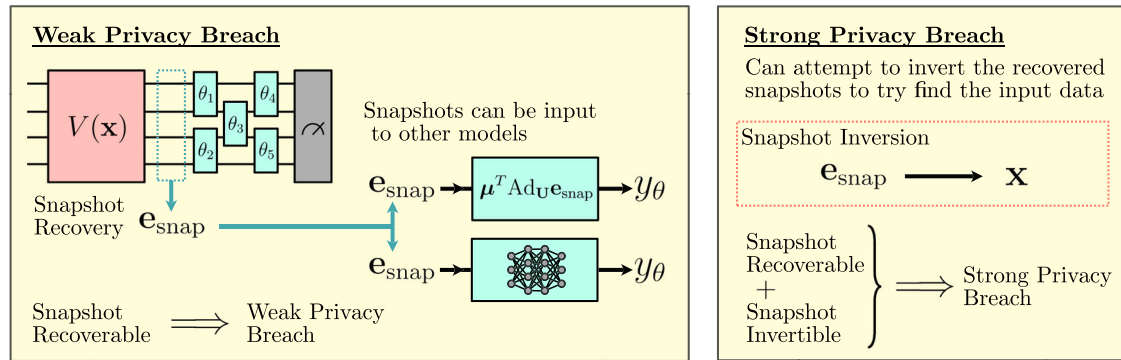 Weak Privacy Breach
V(x)
θ1
θ2
θ3
θ4
θ5
Snapshot
Recovery
e_snap
Snapshots can be input
to other models
e_snap
μ^T Ad_U e_snap
y_θ
e_snap
y_θ
Snapshot
Recoverable
⟹
Weak Privacy
Breach
Strong Privacy Breach
Can attempt to invert the recovered
snapshots to try find the input data
Snapshot Inversion
e_snap → x
Snapshot
Recoverable
+
Snapshot
Invertible
⟹
Strong Privacy
Breach